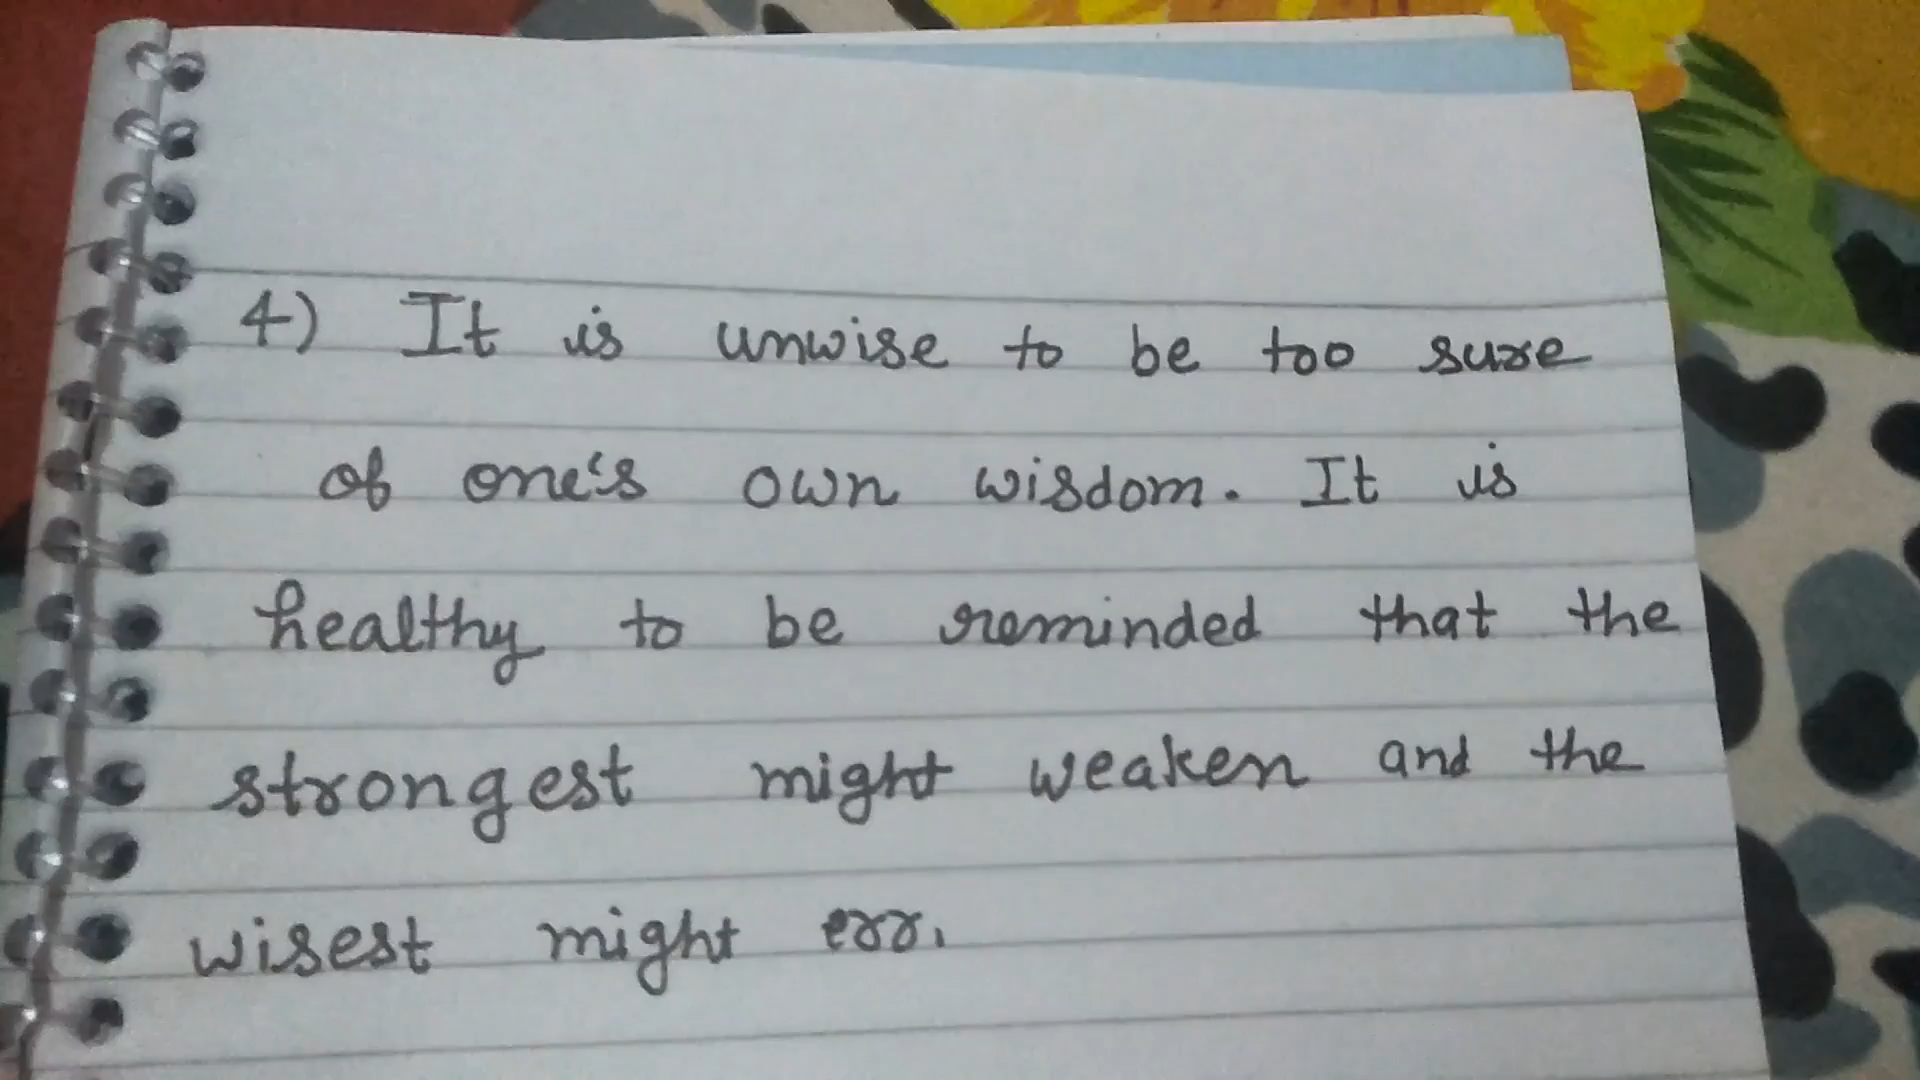 4) It is unwise to be too sure
of one's own wisdom. It is
healthy to be reminded that the
strongest might weaken and the
wisest might err.